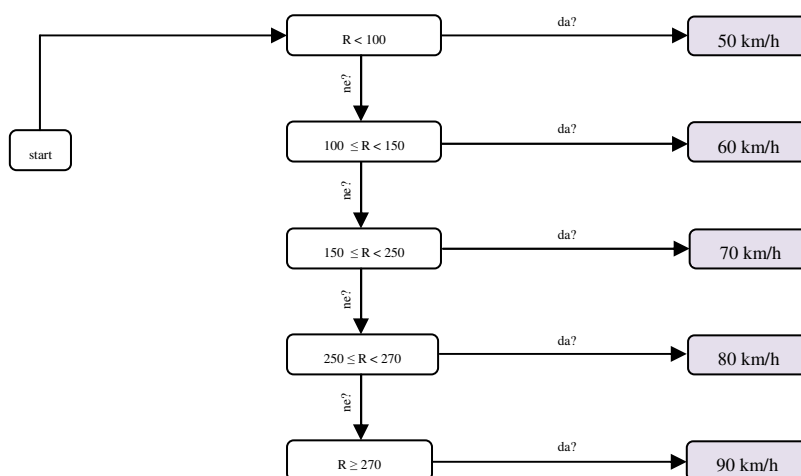 R < 100
da?
50 km/h
ne?
start
100 ≤ R < 150
da?
60 km/h
ne?
150 ≤ R < 250
da?
70 km/h
ne?
250 ≤ R < 270
da?
80 km/h
ne?
R ≥ 270
da?
90 km/h